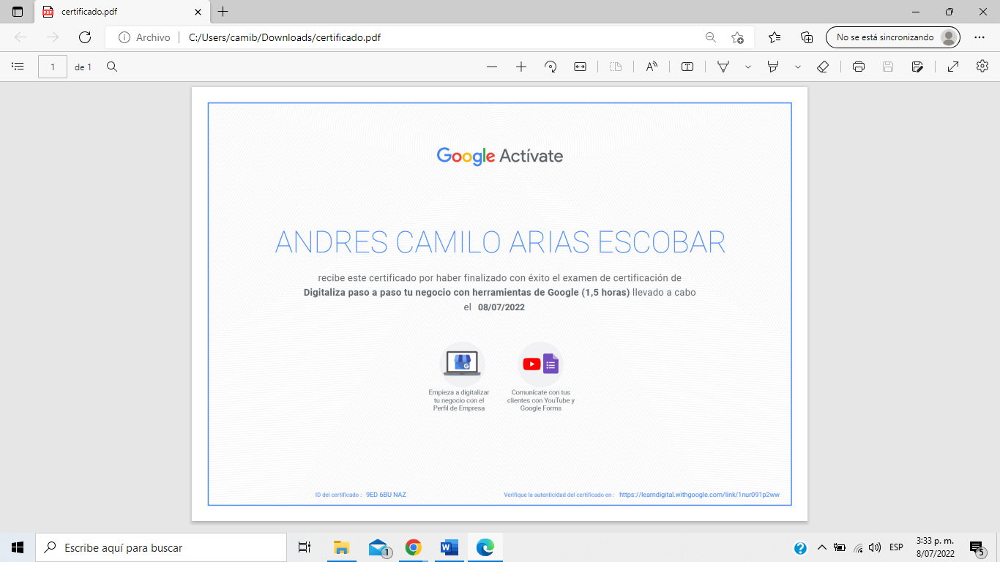 certificado.pdf
Archivo
C:/Users/camib/Downloads/certificado.pdf
No se está sincronizando
1 de 1
Google Actívate
ANDRES CAMILO ARIAS ESCOBAR
recibe este certificado por haber finalizado con éxito el examen de certificación de
Digitaliza paso a paso tu negocio con herramientas de Google (1,5 horas) llevado a cabo
el 08/07/2022
Empieza a digitalizar
tu negocio con el
Perfil de Empresa
Comunícate con tus
clientes con YouTube y
Google Forms
ID del certificado : 9ED 6BU NAZ
Verifique la autenticidad del certificado en: https://learndigital.withgoogle.com/link/1nur091p2ww
Escribe aquí para buscar
1
ESP
3:33 p. m.
8/07/2022
5